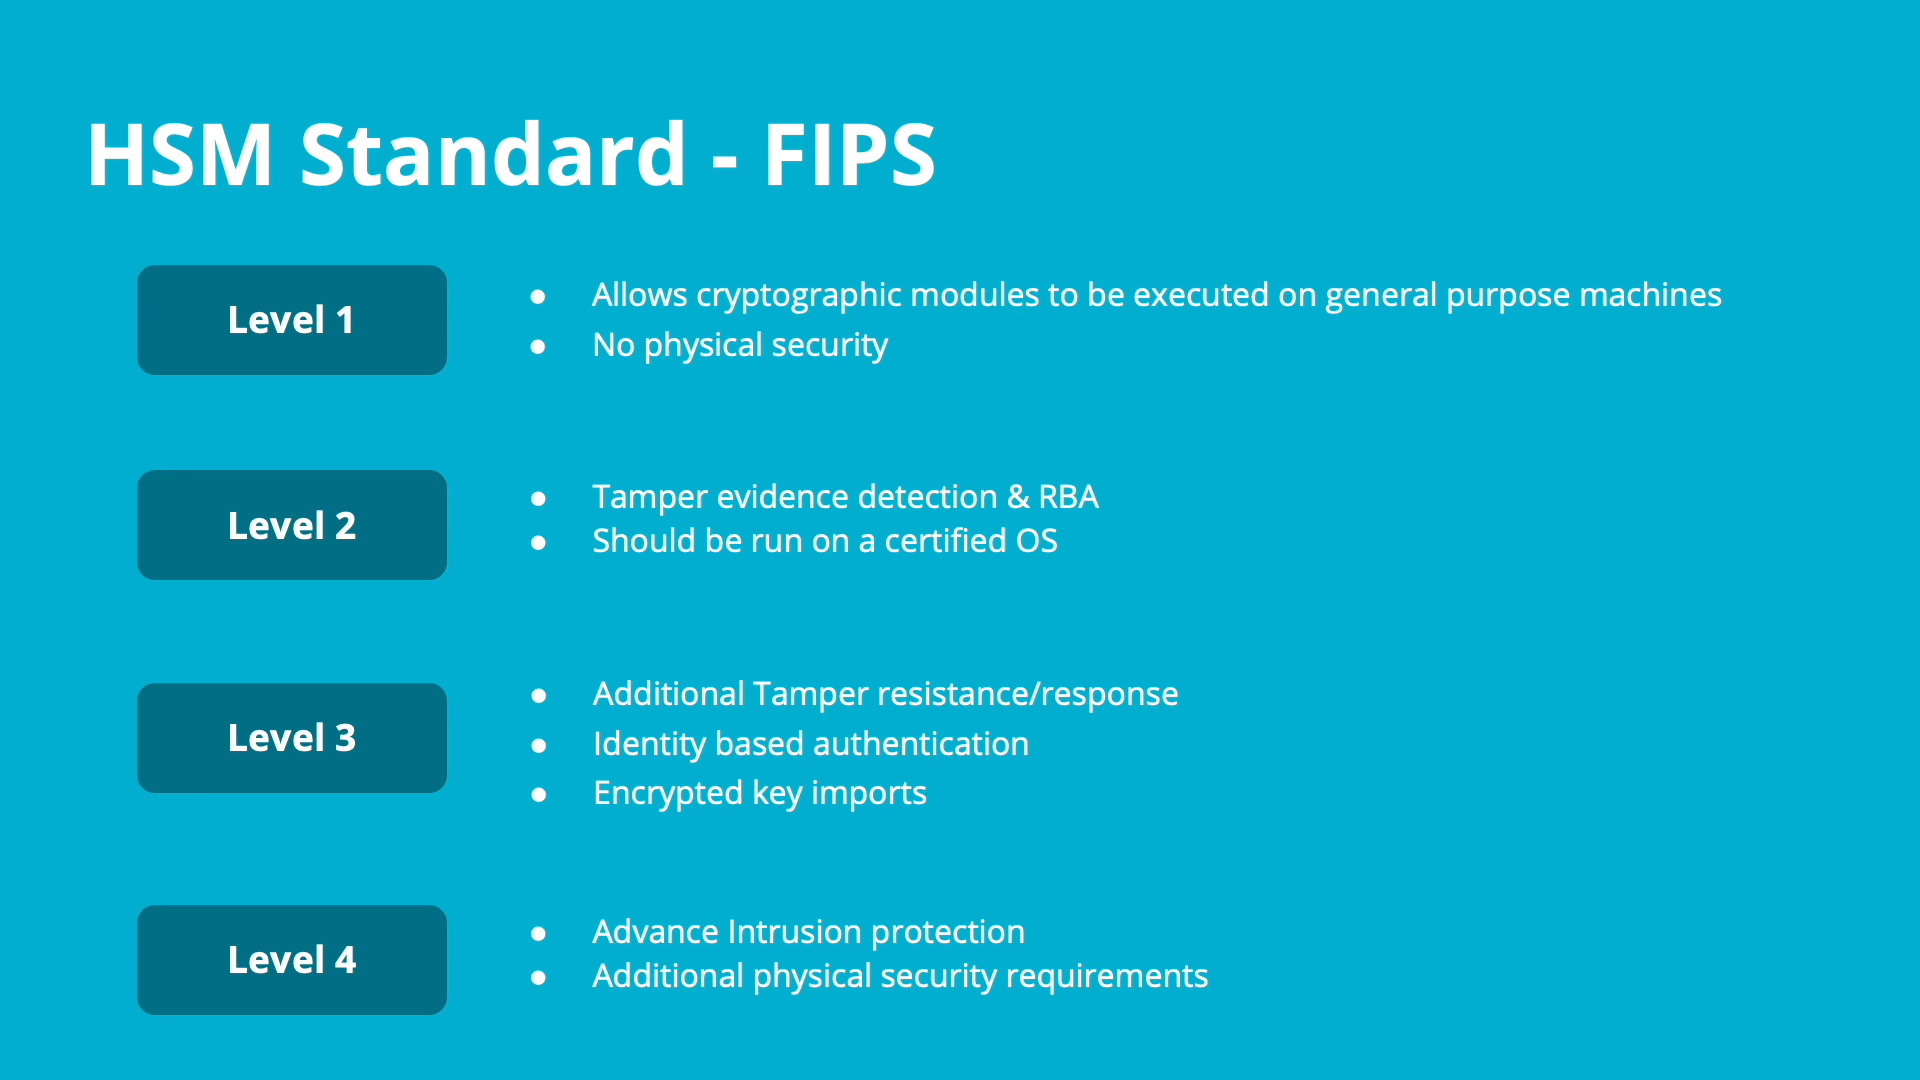 HSM Standard - FIPS
Level 1
● Allows cryptographic modules to be executed on general purpose machines
● No physical security
Level 2
● Tamper evidence detection & RBA
● Should be run on a certified OS
Level 3
● Additional Tamper resistance/response
● Identity based authentication
● Encrypted key imports
Level 4
● Advance Intrusion protection
● Additional physical security requirements